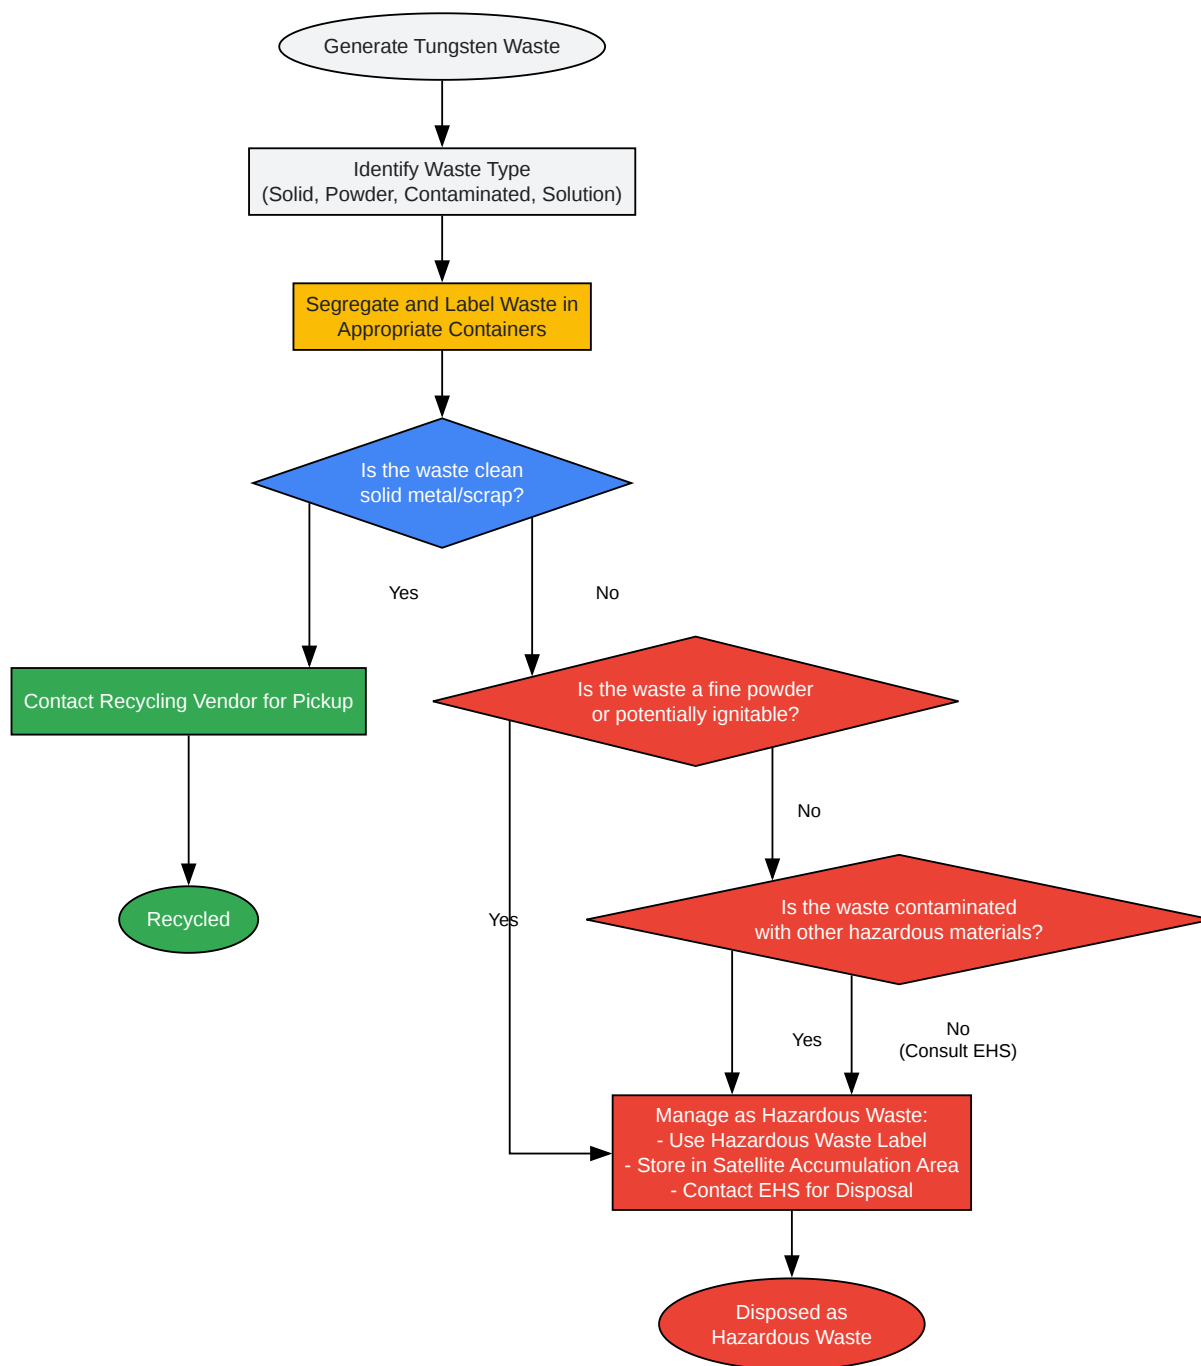 Generate Tungsten Waste
Identify Waste Type
(Solid, Powder, Contaminated, Solution)
Segregate and Label Waste in
Appropriate Containers
Is the waste clean
solid metal/scrap?
Yes
No
Contact Recycling Vendor for Pickup
Is the waste a fine powder
or potentially ignitable?
No
Recycled
Yes
Is the waste contaminated
with other hazardous materials?
Yes
No
(Consult EHS)
Manage as Hazardous Waste:
- Use Hazardous Waste Label
- Store in Satellite Accumulation Area
- Contact EHS for Disposal
Disposed as
Hazardous Waste